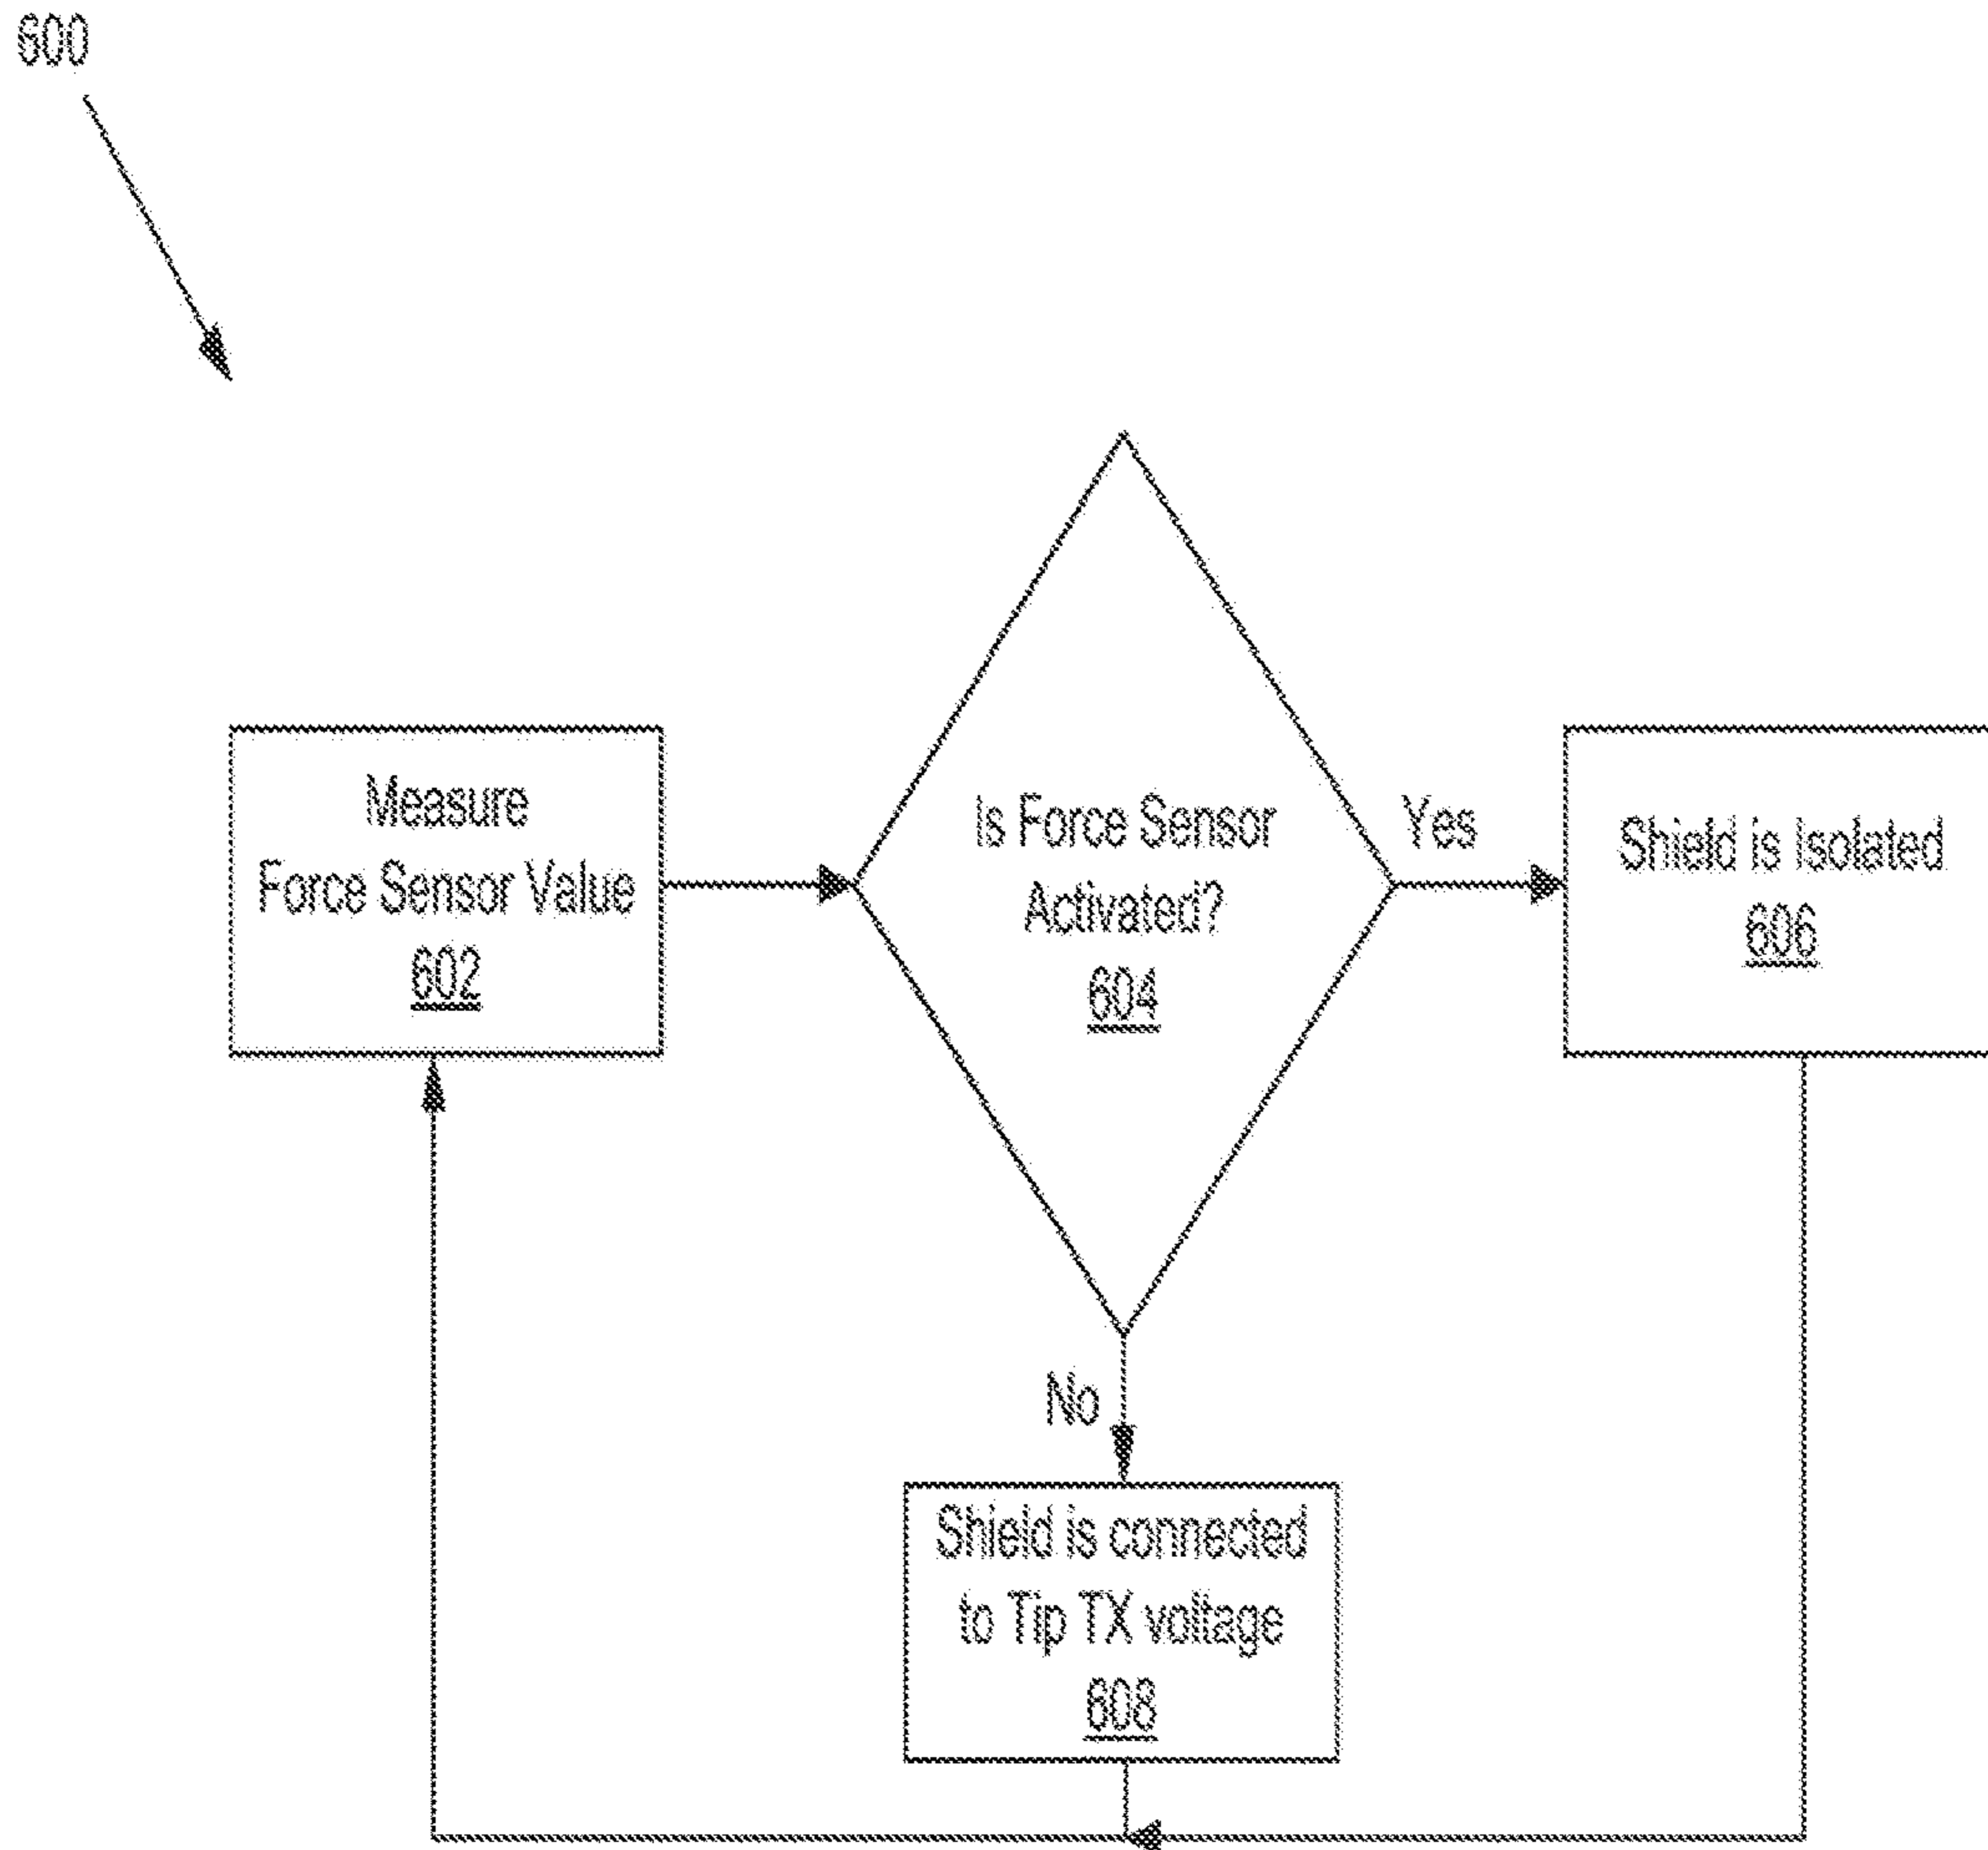 600
Measure
Force Sensor Value
602
Is Force Sensor
Activated?
604
Yes
Shield is Isolated
606
No
Shield is connected
to Tip TX voltage
608